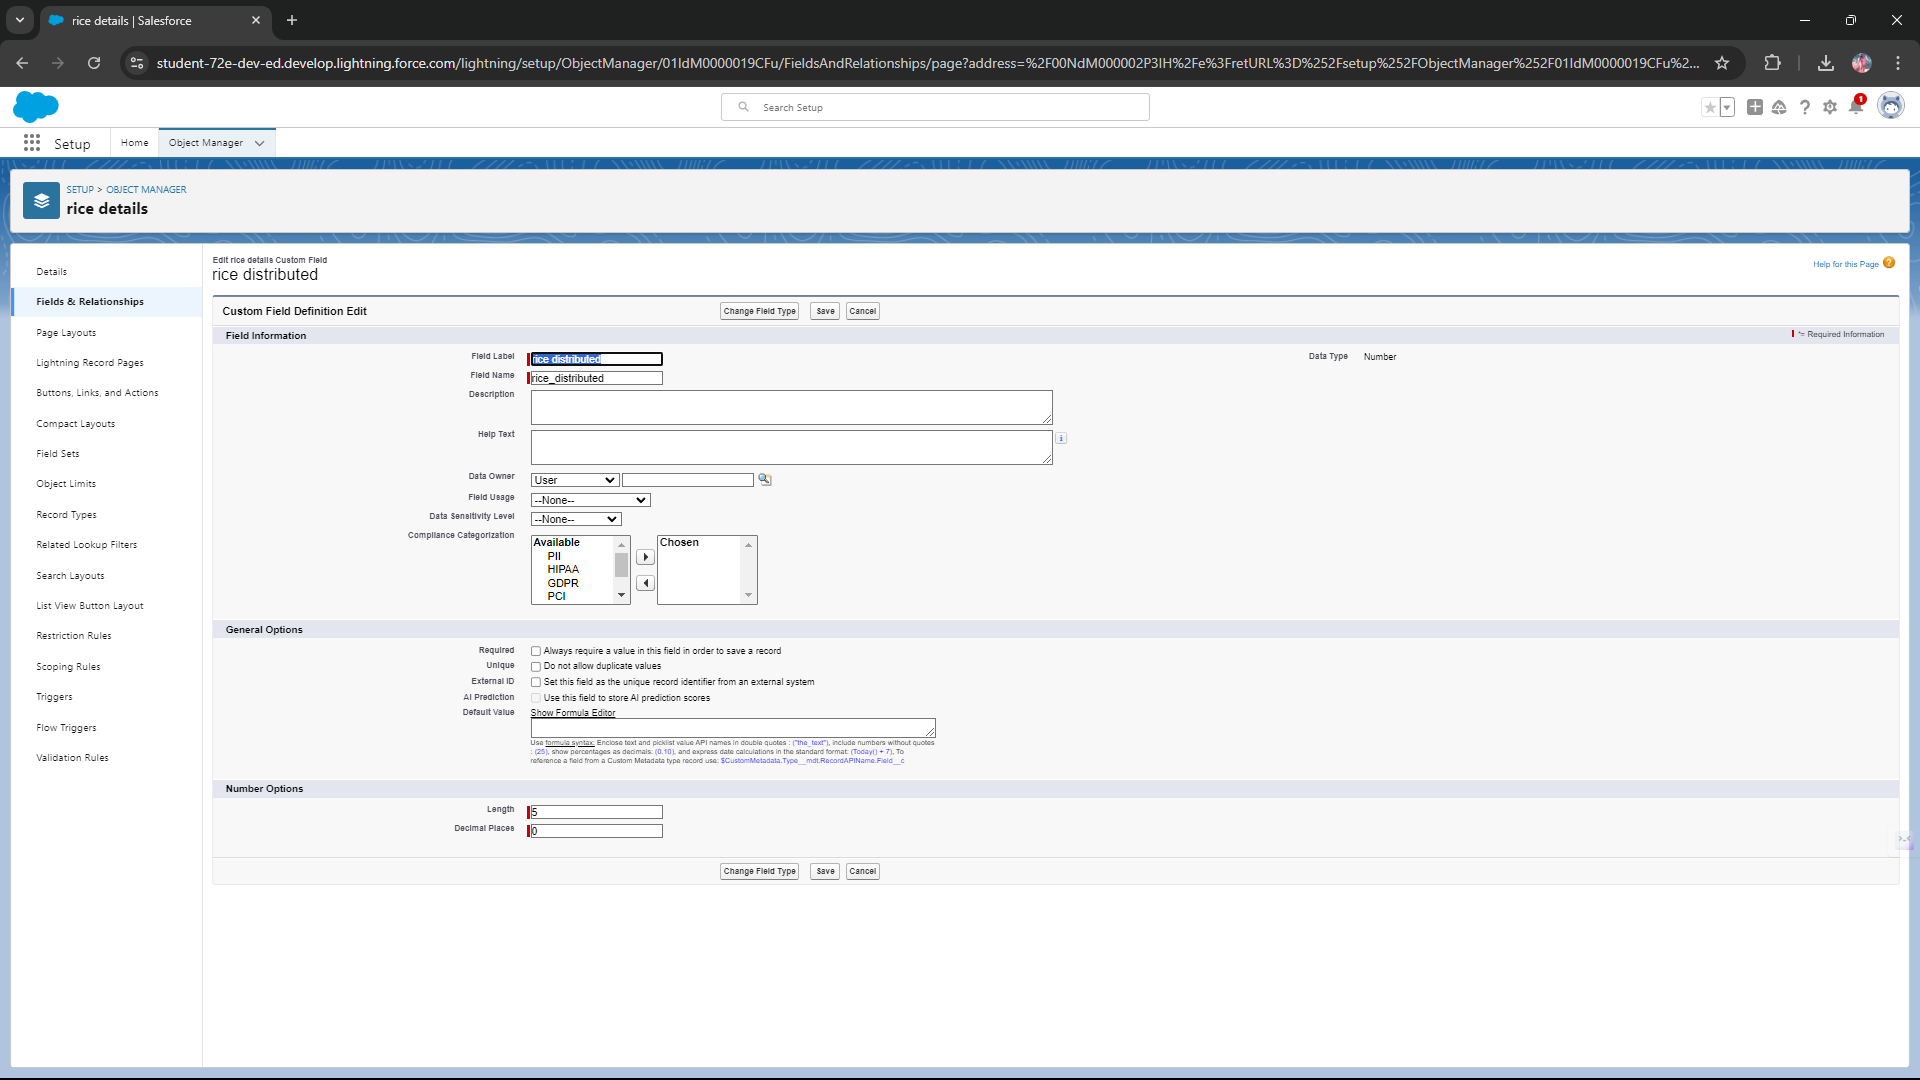 rice details | Salesforce
student-72e-dev-ed.develop.lightning.force.com/lightning/setup/ObjectManager/01IdM0000019CFu/FieldsAndRelationships/page?address=%2F00NdM000002P3IH%2Fe%3FretURL%3D%252Fsetup%252FObjectManager%252F01IdM0000019CFu%2...
Search Setup
1
Setup
Home
Object Manager
SETUP > OBJECT MANAGER
rice details
Details
Fields & Relationships
Page Layouts
Lightning Record Pages
Buttons, Links, and Actions
Compact Layouts
Field Sets
Object Limits
Record Types
Related Lookup Filters
Search Layouts
List View Button Layout
Restriction Rules
Scoping Rules
Triggers
Flow Triggers
Validation Rules
Edit rice details Custom Field
rice distributed
Help for this Page
Custom Field Definition Edit
Change Field Type
Save
Cancel
Field Information
= Required Information
Field Label
rice distributed
Data Type
Number
Field Name
rice_distributed
Description
Help Text
Data Owner
User
Field Usage
--None--
Data Sensitivity Level
--None--
Compliance Categorization
Available
PII
HIPAA
GDPR
PCI
Chosen
General Options
Required
Always require a value in this field in order to save a record
Unique
Do not allow duplicate values
External ID
Set this field as the unique record identifier from an external system
AI Prediction
Use this field to store AI prediction scores
Default Value
Show Formula Editor
Use formula syntax: Enclose text and picklist value API names in double quotes : ("the_text"), include numbers without quotes
: (25), show percentages as decimals: (0.10), and express date calculations in the standard format: (Today() + 7), To
reference a field from a Custom Metadata type record use: $CustomMetadata.Type__mdt.RecordAPIName.Field__c
Number Options
Length
5
Decimal Places
0
Change Field Type
Save
Cancel